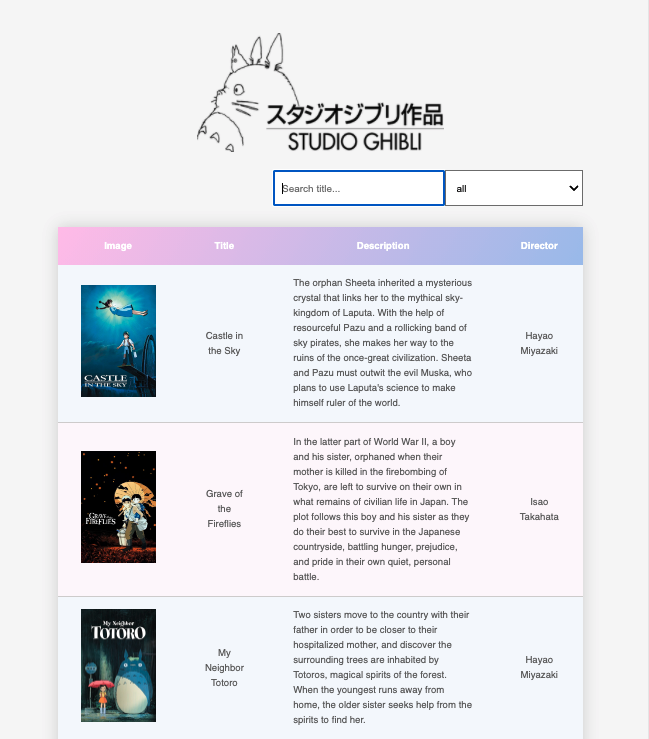 スタジオジブリ作品
STUDIO GHIBLI
Search title...
all
Image
Title
Description
Director
CASTLE
IN THE SKY
Castle in
the Sky
The orphan Sheeta inherited a mysterious
crystal that links her to the mythical sky-
kingdom of Laputa. With the help of
resourceful Pazu and a rollicking band of
sky pirates, she makes her way to the
ruins of the once-great civilization. Sheeta
and Pazu must outwit the evil Muska, who
plans to use Laputa's science to make
himself ruler of the world.
Hayao
Miyazaki
GRAVE OF THE
FIREFLIES
Grave of
the
Fireflies
In the latter part of World War II, a boy
and his sister, orphaned when their
mother is killed in the firebombing of
Tokyo, are left to survive on their own in
what remains of civilian life in Japan. The
plot follows this boy and his sister as they
do their best to survive in the Japanese
countryside, battling hunger, prejudice,
and pride in their own quiet, personal
battle.
Isao
Takahata
My Neighbor
TOTORO
My
Neighbor
Totoro
Two sisters move to the country with their
father in order to be closer to their
hospitalized mother, and discover the
surrounding trees are inhabited by
Totoros, magical spirits of the forest.
When the youngest runs away from
home, the older sister seeks help from the
spirits to find her.
Hayao
Miyazaki